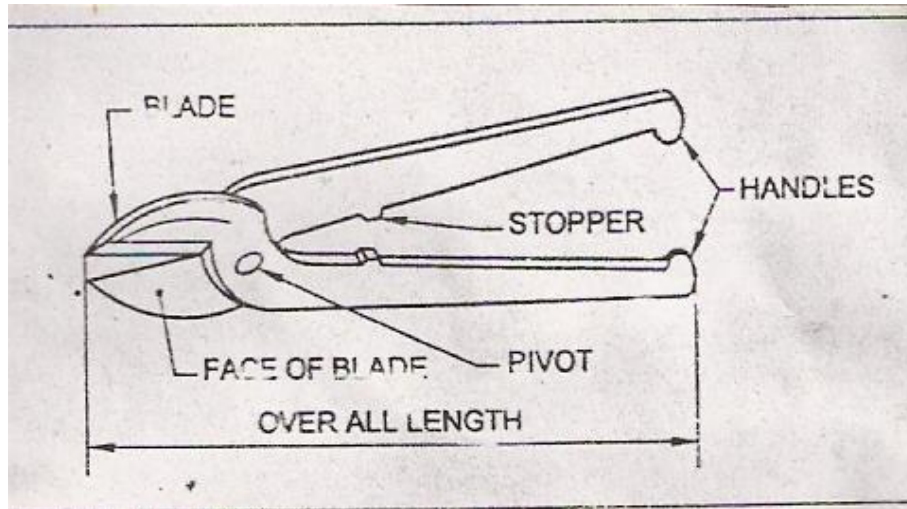 BLADE
HANDLES
STOPPER
FACE OF BLADE
PIVOT
OVER ALL LENGTH